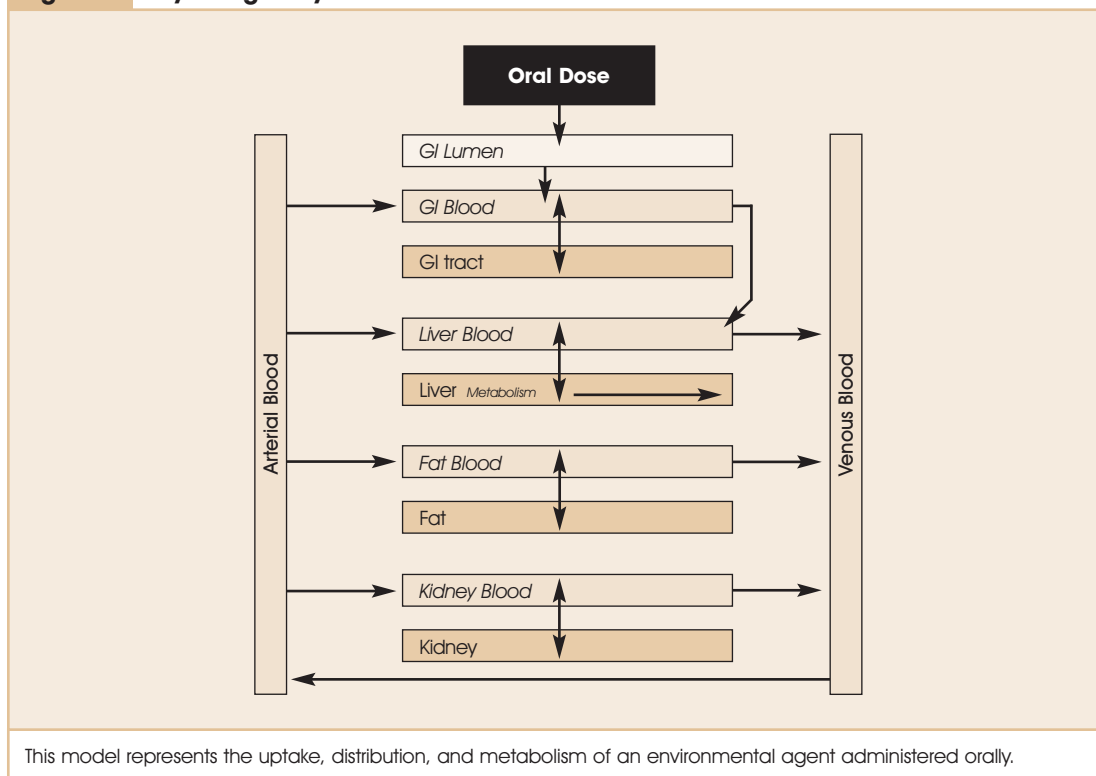 Oral Dose
GI Lumen
GI Blood
GI tract
Liver Blood
Liver Metabolism
Fat Blood
Fat
Kidney Blood
Kidney
Arterial Blood
Venous Blood
This model represents the uptake, distribution, and metabolism of an environmental agent administered orally.